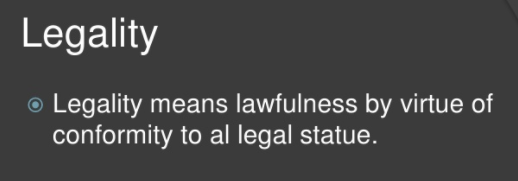 Legality
Legality means lawfulness by virtue of
conformity to al legal statue.